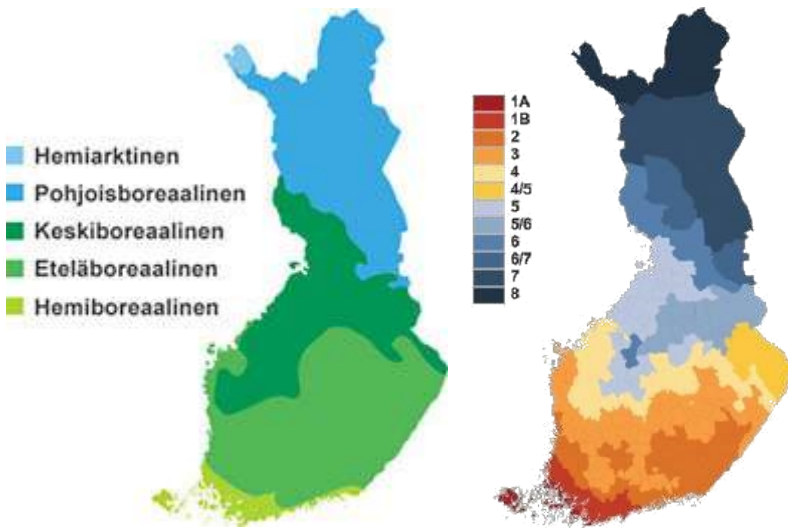 Hemiarktinen
Pohjoisboreaalinen
Keskiboreaalinen
Eteläboreaalinen
Hemiboreaalinen
1A
1B
2
3
4
4/5
5
5/6
6
6/7
7
8